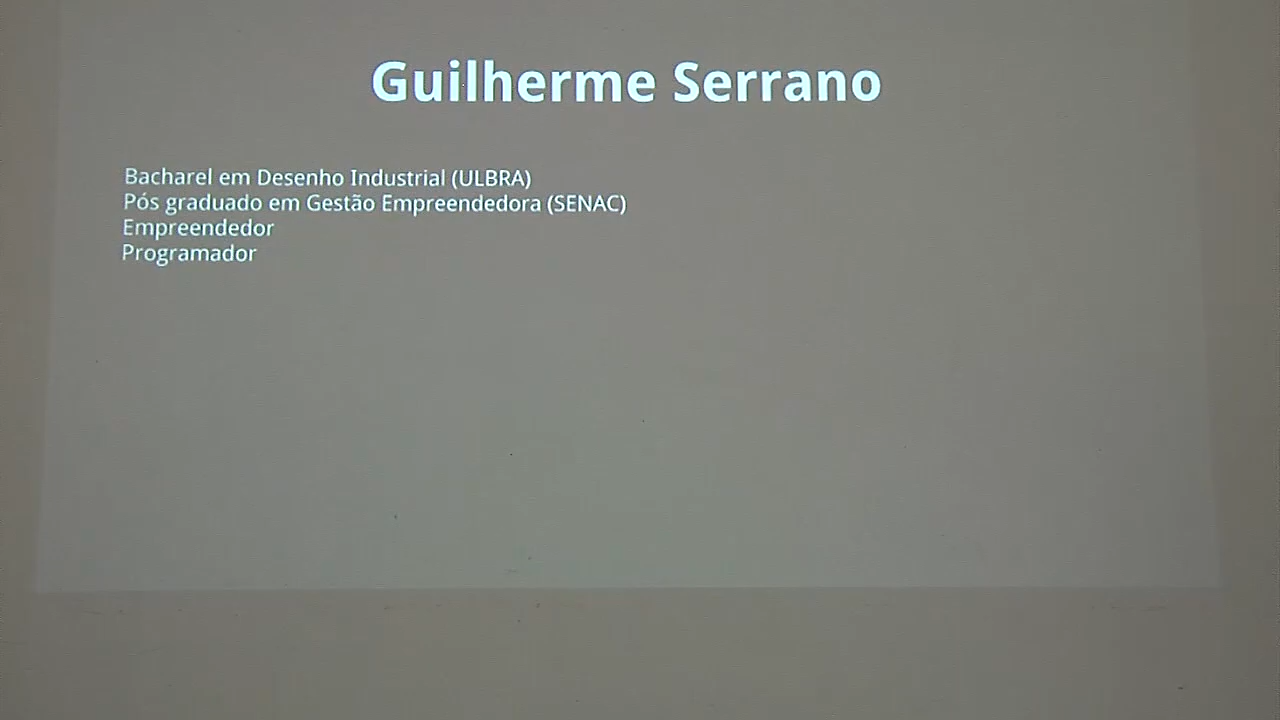 Guilherme Serrano
Bacharel em Desenho Industrial (ULBRA)
Pós graduado em Gestão Empreendedora (SENAC)
Empreendedor
Programador